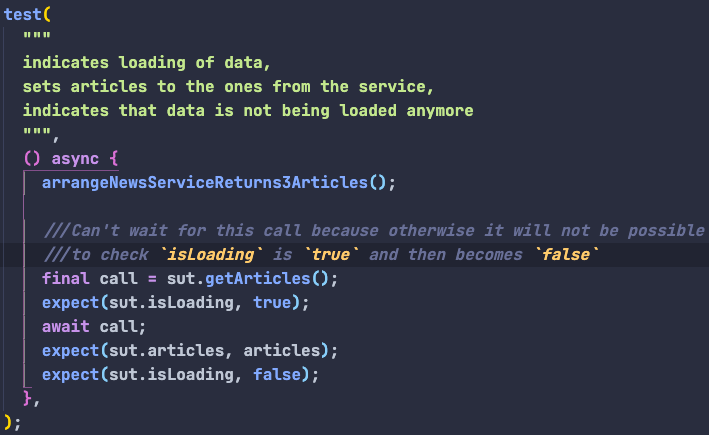 test(
"""
indicates loading of data,
sets articles to the ones from the service,
indicates that data is not being loaded anymore
""",
() async {
arrangeNewsServiceReturns3Articles();
///Can't wait for this call because otherwise it will not be possible
///to check `isLoading` is `true` and then becomes `false`
final call = sut.getArticles();
expect(sut.isLoading, true);
await call;
expect(sut.articles, articles);
expect(sut.isLoading, false);
},
);